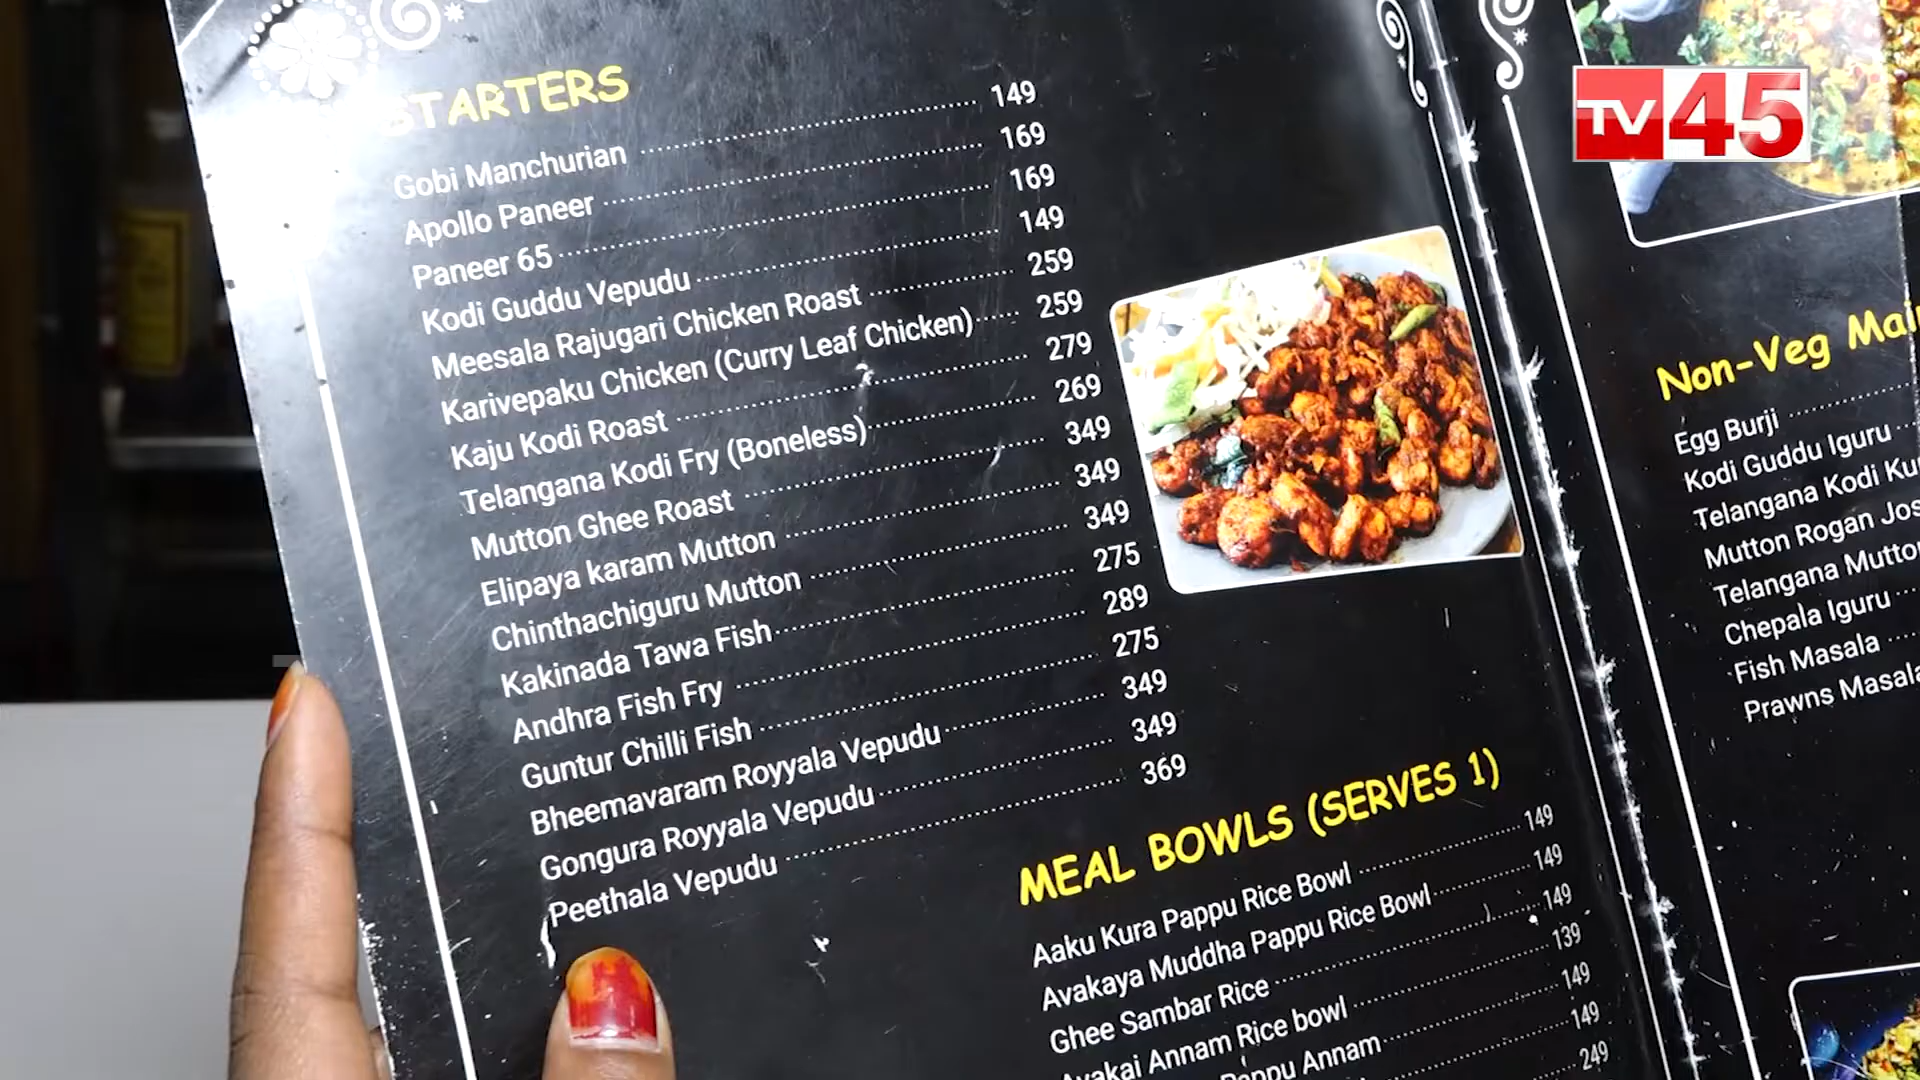 STARTERS
Gobi Manchurian 149
Apollo Paneer 169
Paneer 65 169
Kodi Guddu Vepudu 149
Meesala Rajugari Chicken Roast 259
Karivepaku Chicken (Curry Leaf Chicken) 259
Kaju Kodi Roast 279
Telangana Kodi Fry (Boneless) 269
Mutton Ghee Roast 349
Elipaya karam Mutton 349
Chinthachiguru Mutton 349
Kakinada Tawa Fish 275
Andhra Fish Fry 289
Guntur Chilli Fish 275
Bheemavaram Royyala Vepudu 349
Gongura Royyala Vepudu 349
Peethala Vepudu 369
MEAL BOWLS (SERVES 1)
Aaku Kura Pappu Rice Bowl 149
Avakaya Muddha Pappu Rice Bowl 149
Ghee Sambar Rice 149
Avakai Annam Rice bowl 139
Pappu Annam 149
149
249
TV45
Non-Veg
Egg Burji
Kodi Guddu Iguru
Telangana Kodi
Mutton Rogan
Telangana
Chepala Iguru
Fish Masala
Prawns Masala